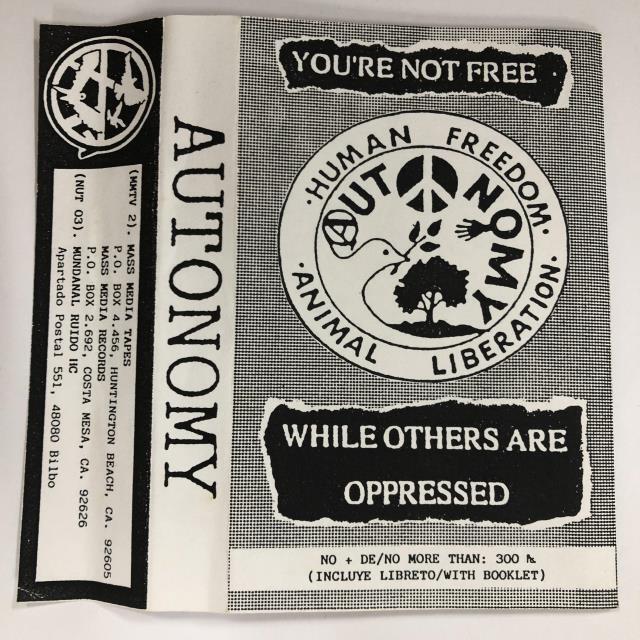 YOU'RE NOT FREE
·HUMAN FREEDOM·
AUTONOMY
·ANIMAL LIBERATION·
WHILE OTHERS ARE
OPPRESSED
NO + DE/NO MORE THAN: 300 ₧
(INCLUYE LIBRETO/WITH BOOKLET)
AUTONOMY
(MMTV 2). MASS MEDIA TAPES
P.O. BOX 4.456, HUNTINGTON BEACH, CA. 92605
MASS MEDIA RECORDS
P.O. BOX 2.692, COSTA MESA, CA. 92626
(NUT 03). MUNDANAL RUIDO HC
Apartado Postal 551, 48080 Bilbo